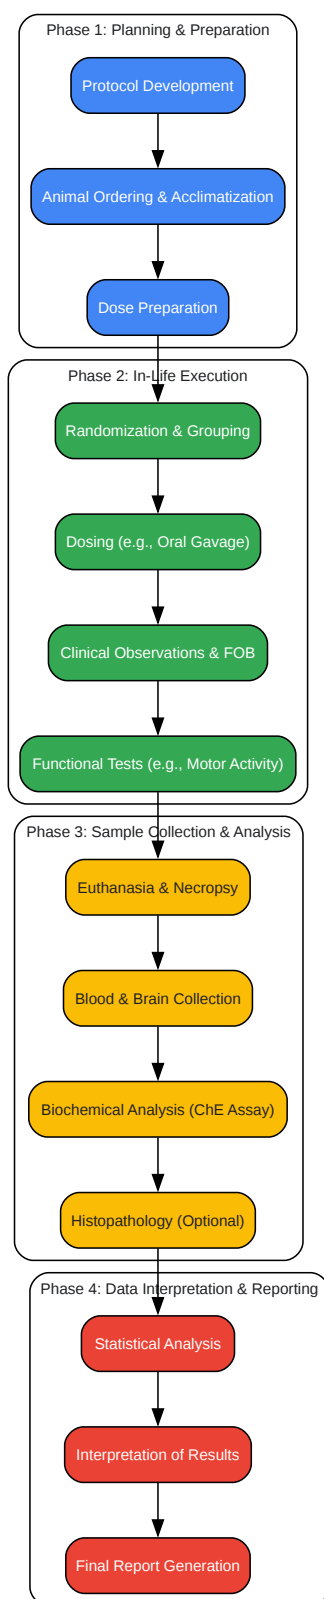 Phase 1: Planning & Preparation
Protocol Development
Animal Ordering & Acclimatization
Dose Preparation
Phase 2: In-Life Execution
Randomization & Grouping
Dosing (e.g., Oral Gavage)
Clinical Observations & FOB
Functional Tests (e.g., Motor Activity)
Phase 3: Sample Collection & Analysis
Euthanasia & Necropsy
Blood & Brain Collection
Biochemical Analysis (ChE Assay)
Histopathology (Optional)
Phase 4: Data Interpretation & Reporting
Statistical Analysis
Interpretation of Results
Final Report Generation